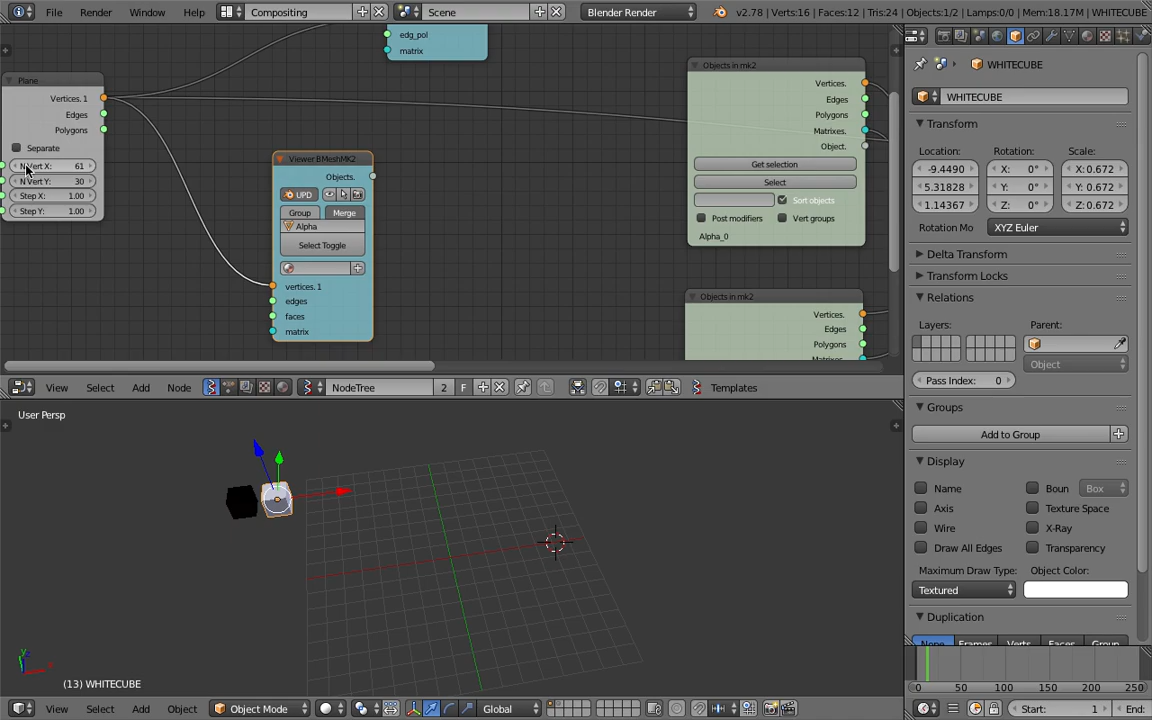 File Render Window Help Compositing Scene Blender Render v2.78 | Verts:16 | Faces:12 | Tris:24 | Objects:1/2 | Lamps:0/0 | Mem:18.17M | WHITECUBE
edg_pol
matrix
Plane
Vertices. 1
Edges
Polygons
Separate
N Vert X: 61
N Vert Y: 30
Step X: 1.00
Step Y: 1.00
Viewer BMeshMK2
Objects.
UPD
Group Merge
Alpha
Select Toggle
vertices. 1
edges
faces
matrix
Objects in mk2
Vertices.
Edges
Polygons
Matrixes.
Object.
Get selection
Select
Sort objects
Post modifiers Vert groups
Alpha_0
Objects in mk2
Vertices.
Edges
Polygons
Matrixes
View Select Add Node NodeTree 2 F Templates
User Persp
(13) WHITECUBE
View Select Add Object Object Mode Global
WHITECUBE
WHITECUBE
Transform
Location: Rotation: Scale:
-9.4490 X: 0° X: 0.672
5.31828 Y: 0° Y: 0.672
1.14367 Z: 0° Z: 0.672
Rotation Mo XYZ Euler
Delta Transform
Transform Locks
Relations
Layers: Parent:
Object
Pass Index: 0
Groups
Add to Group
Display
Name Boun Box
Axis Texture Space
Wire X-Ray
Draw All Edges Transparency
Maximum Draw Type: Object Color:
Textured
Duplication
None Frames Verts Faces Group
0 50 100 150 200 250
Start: 1 End: